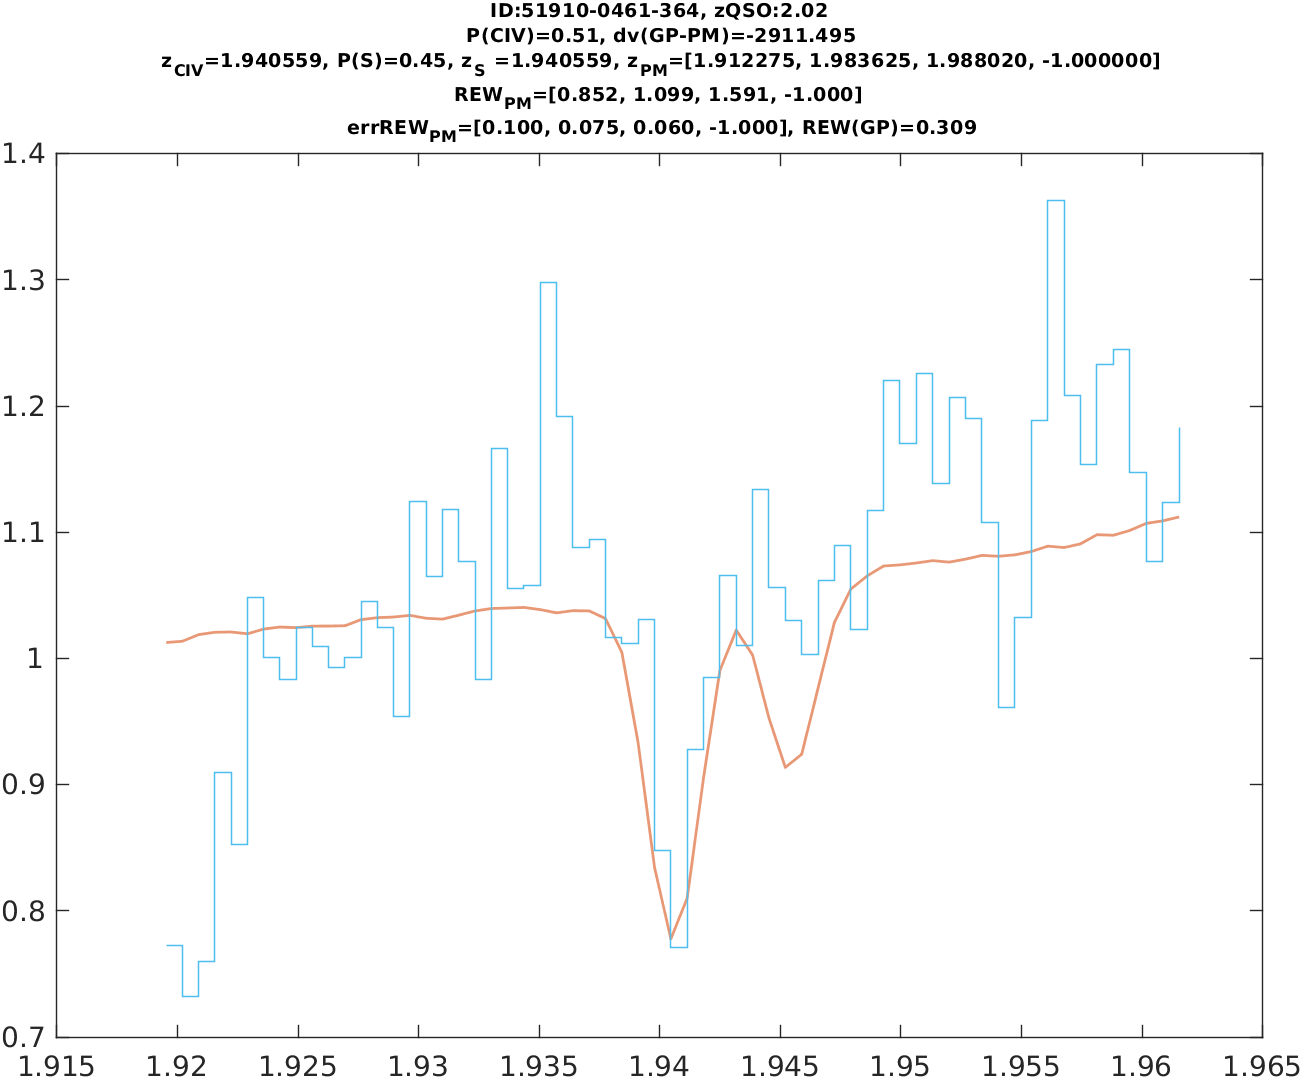 ID:51910-0461-364, zQSO:2.02
P(CIV)=0.51, dv(GP-PM)=-2911.495
zCIV=1.940559, P(S)=0.45, zS =1.940559, zPM=[1.912275, 1.983625, 1.988020, -1.000000]
REWPM=[0.852, 1.099, 1.591, -1.000]
errREWPM=[0.100, 0.075, 0.060, -1.000], REW(GP)=0.309
1.4
1.3
1.2
1.1
1
0.9
0.8
0.7
1.915 1.92 1.925 1.93 1.935 1.94 1.945 1.95 1.955 1.96 1.965